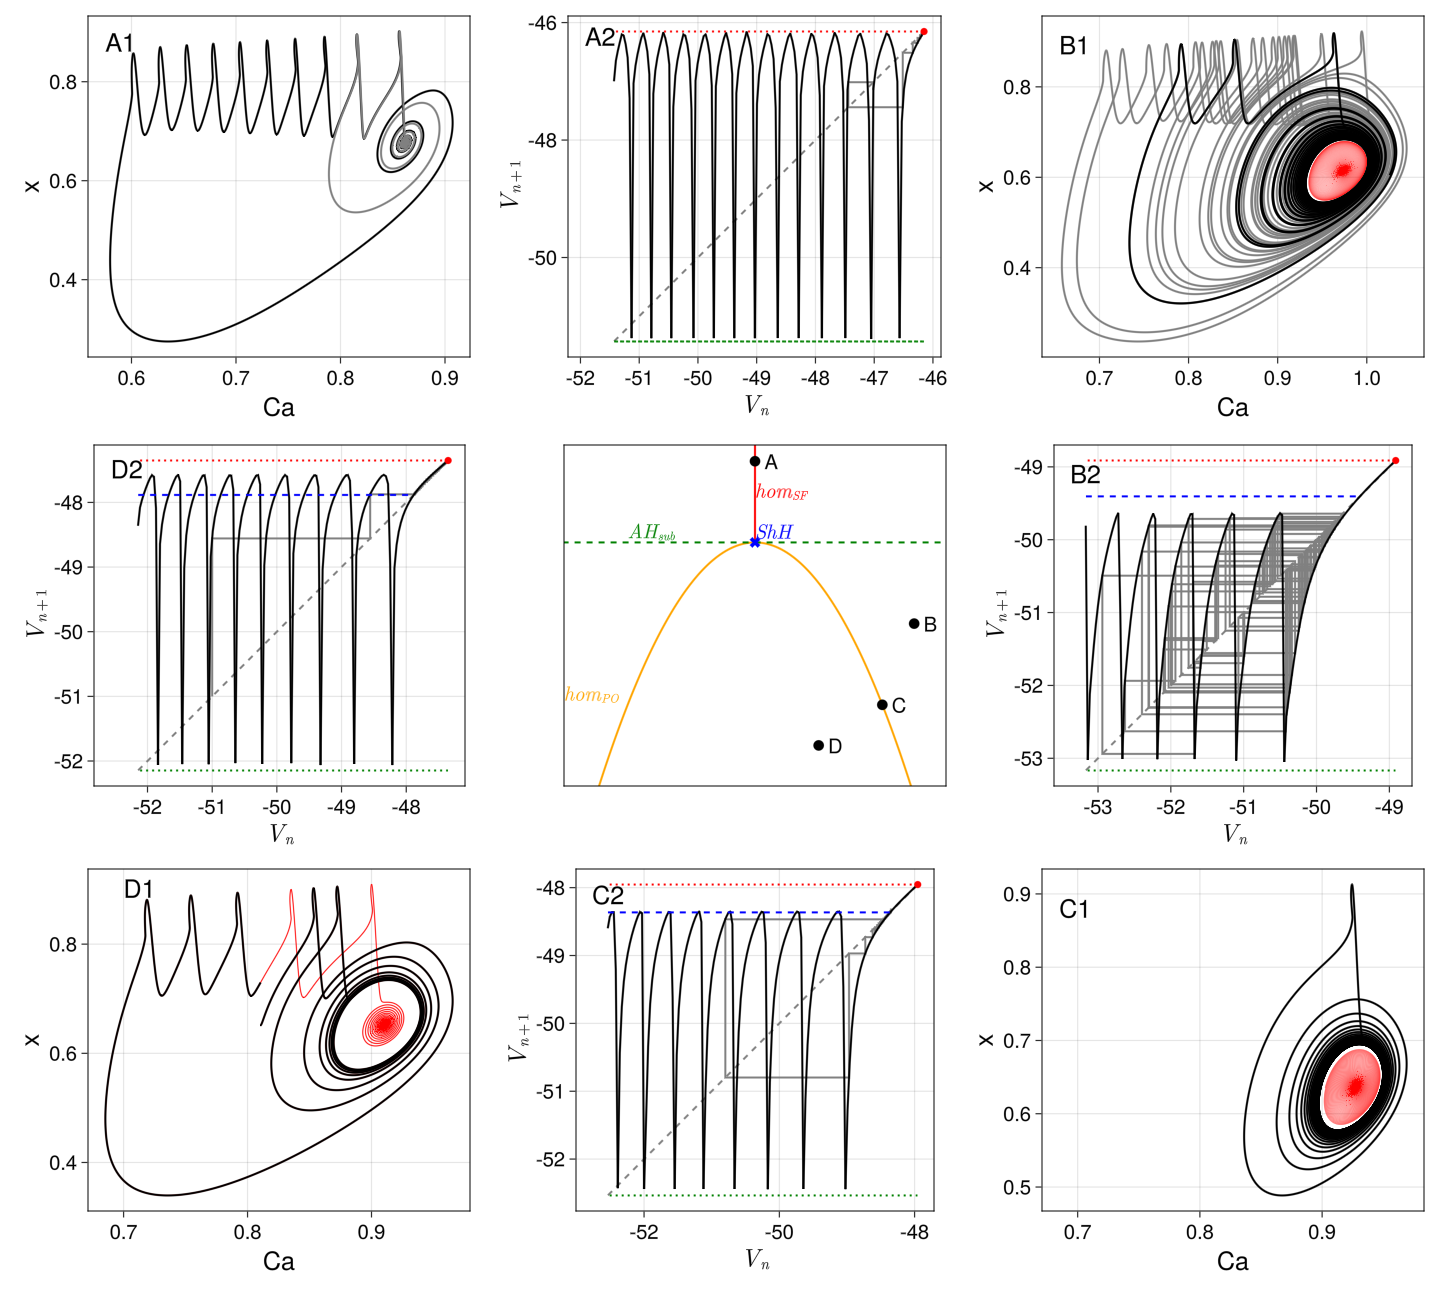 A1
0.8
0.6
0.4
x
0.6 0.7 0.8 0.9
Ca
A2
-46
-48
-50
V_{n+1}
-52 -51 -50 -49 -48 -47 -46
V_n
B1
0.8
0.6
0.4
x
0.7 0.8 0.9 1.0
Ca
D2
-48
-49
-50
-51
-52
V_{n+1}
-52 -51 -50 -49 -48
V_n
A
hom_{SF}
AH_{sub}
ShH
B
hom_{PO}
C
D
B2
-49
-50
-51
-52
-53
V_{n+1}
-53 -52 -51 -50 -49
V_n
D1
0.8
0.6
0.4
x
0.7 0.8 0.9
Ca
C2
-48
-49
-50
-51
-52
V_{n+1}
-52 -50 -48
V_n
C1
0.9
0.8
0.7
0.6
0.5
x
0.7 0.8 0.9
Ca